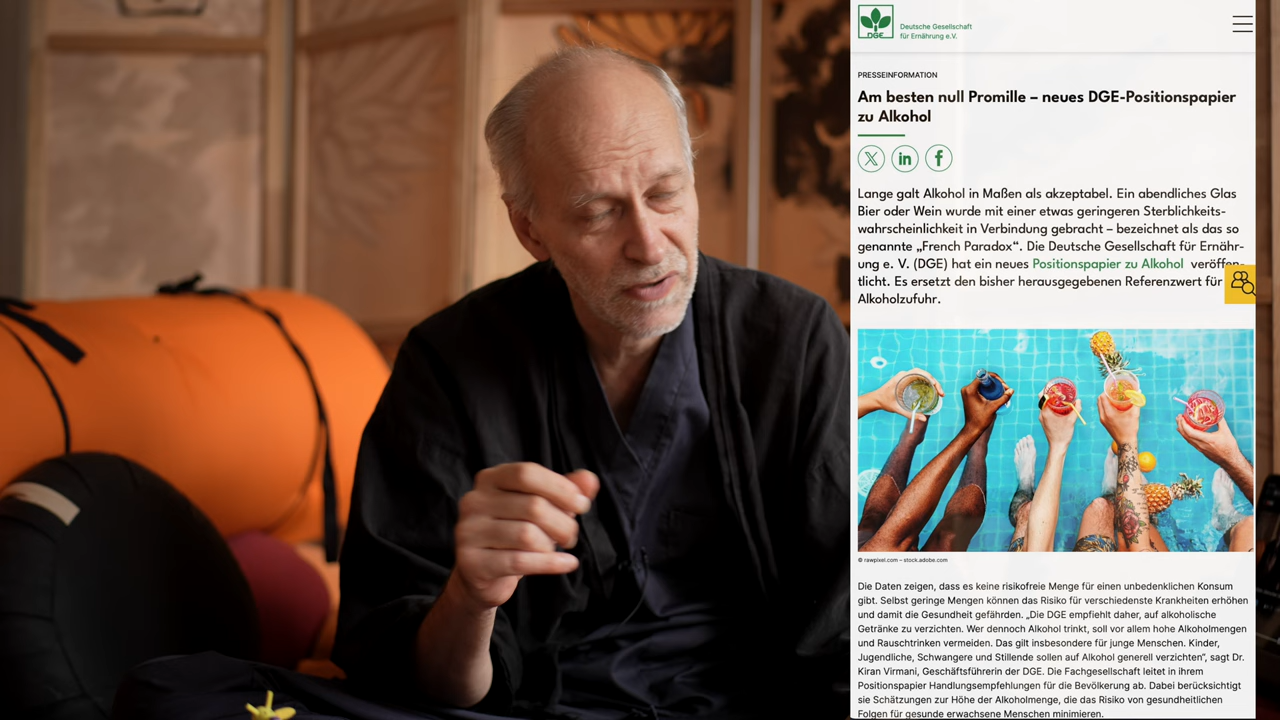 DGE
Deutsche Gesellschaft
für Ernährung e.V.
PRESSEINFORMATION
Am besten null Promille – neues DGE-Positionspapier
zu Alkohol
Lange galt Alkohol in Maßen als akzeptabel. Ein abendliches Glas
Bier oder Wein wurde mit einer etwas geringeren Sterblichkeits-
wahrscheinlichkeit in Verbindung gebracht – bezeichnet als das so
genannte „French Paradox“. Die Deutsche Gesellschaft für Ernähr-
ung e. V. (DGE) hat ein neues Positionspapier zu Alkohol veröffen-
tlicht. Es ersetzt den bisher herausgegebenen Referenzwert für
Alkoholzufuhr.
© rawpixel.com – stock.adobe.com
Die Daten zeigen, dass es keine risikofreie Menge für einen unbedenklichen Konsum
gibt. Selbst geringe Mengen können das Risiko für verschiedenste Krankheiten erhöhen
und damit die Gesundheit gefährden. „Die DGE empfiehlt daher, auf alkoholische
Getränke zu verzichten. Wer dennoch Alkohol trinkt, soll vor allem hohe Alkoholmengen
und Rauschtrinken vermeiden. Das gilt insbesondere für junge Menschen. Kinder,
Jugendliche, Schwangere und Stillende sollen auf Alkohol generell verzichten“, sagt Dr.
Kiran Virmani, Geschäftsführerin der DGE. Die Fachgesellschaft leitet in ihrem
Positionspapier Handlungsempfehlungen für die Bevölkerung ab. Dabei berücksichtigt
sie Schätzungen zur Höhe der Alkoholmenge, die das Risiko von gesundheitlichen
Folgen für gesunde erwachsene Menschen minimieren.